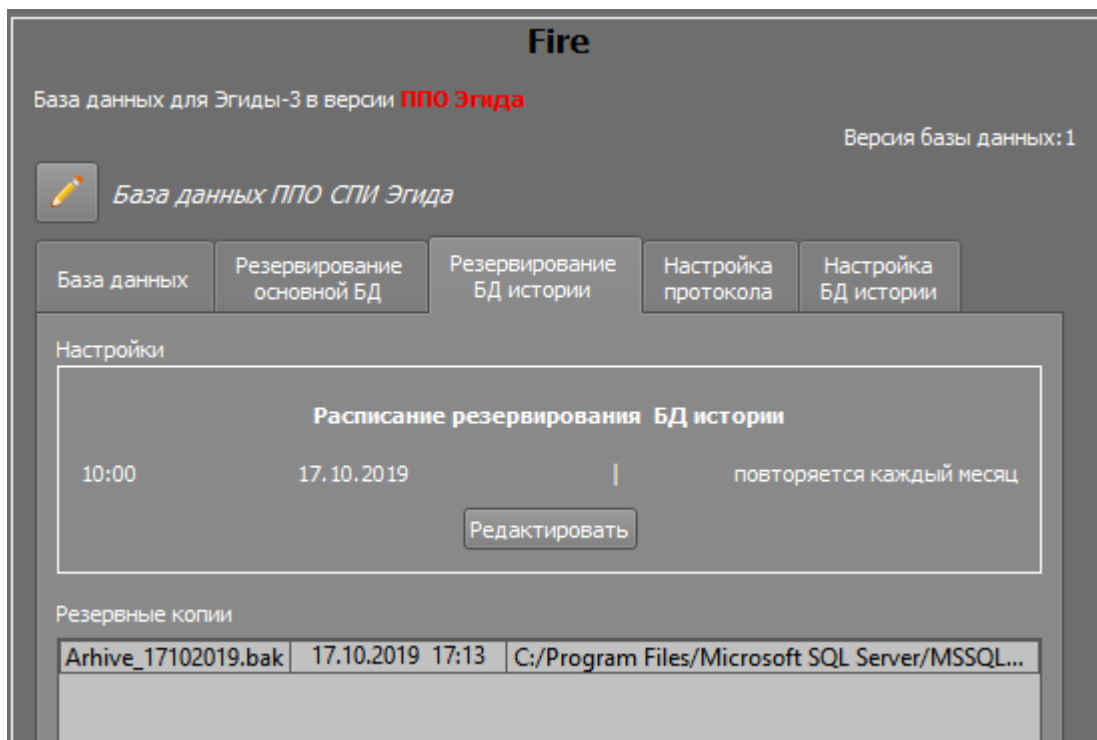 Fire
База данных для Эгиды-3 в версии ППО Эгида
Версия базы данных:1
База данных ППО СПИ Эгида
База данных
Резервирование
основной БД
Резервирование
БД истории
Настройка
протокола
Настройка
БД истории
Настройки
Расписание резервирования БД истории
10:00 17.10.2019 | повторяется каждый месяц
Редактировать
Резервные копии
Arhive_17102019.bak 17.10.2019 17:13 C:/Program Files/Microsoft SQL Server/MSSQL...